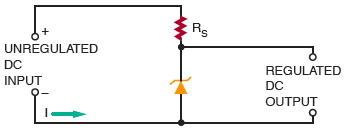 +
UNREGULATED
DC
INPUT
–
I
RS
REGULATED
DC
OUTPUT